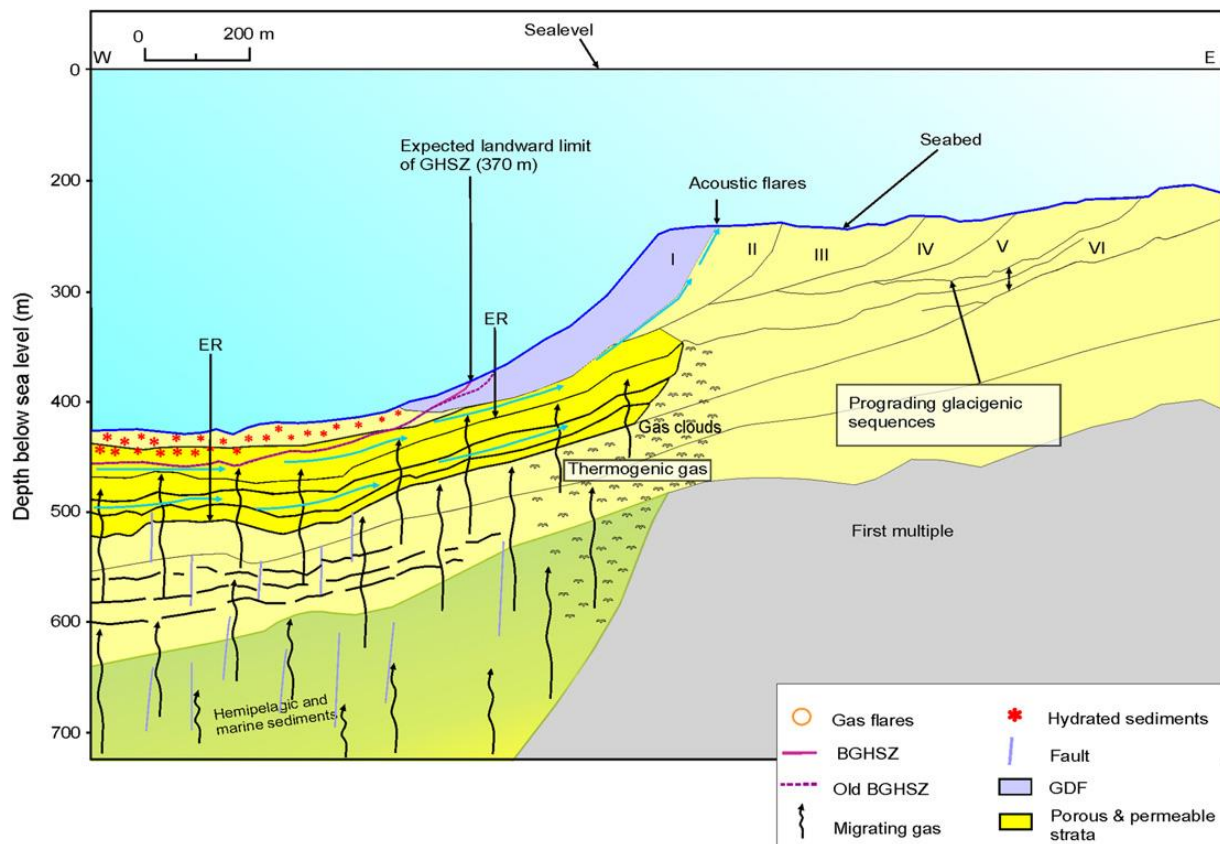 0 200 m
Sealevel
W
E
0
Expected landward limit
of GHSZ (370 m)
Seabed
200
Acoustic flares
I
II
III
IV
V
VI
300
ER
ER
Depth below sea level (m)
400
Prograding glacigenic
sequences
Gas clouds
Thermogenic gas
500
First multiple
600
Hemipelagic and
marine sediments
700
Gas flares
Hydrated sediments
BGHSZ
Fault
Old BGHSZ
GDF
Migrating gas
Porous & permeable
strata